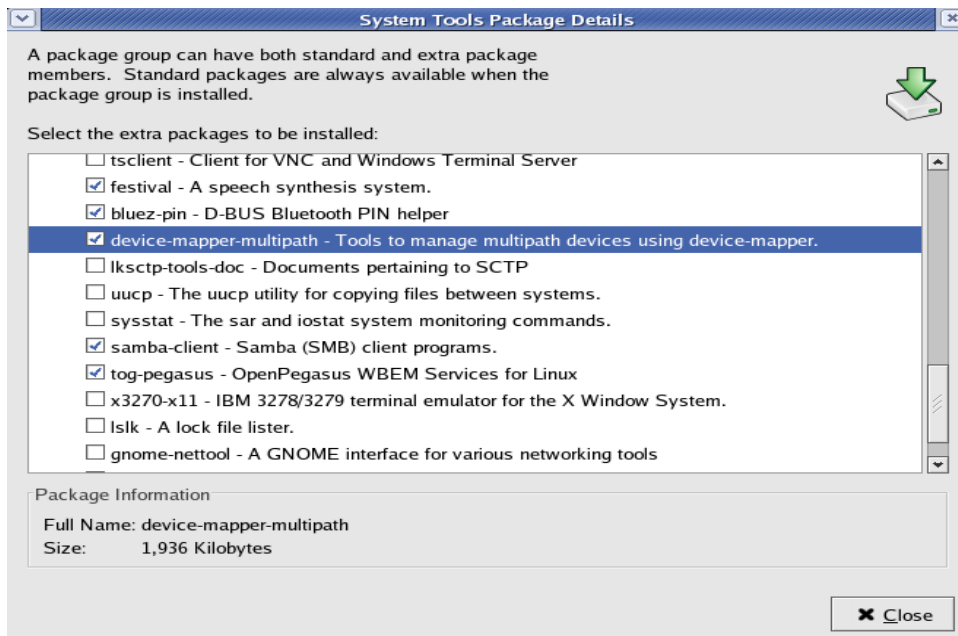 System Tools Package Details
A package group can have both standard and extra package
members. Standard packages are always available when the
package group is installed.
Select the extra packages to be installed:
tsclient - Client for VNC and Windows Terminal Server
festival - A speech synthesis system.
bluez-pin - D-BUS Bluetooth PIN helper
device-mapper-multipath - Tools to manage multipath devices using device-mapper.
lksctp-tools-doc - Documents pertaining to SCTP
uucp - The uucp utility for copying files between systems.
sysstat - The sar and iostat system monitoring commands.
samba-client - Samba (SMB) client programs.
tog-pegasus - OpenPegasus WBEM Services for Linux
x3270-x11 - IBM 3278/3279 terminal emulator for the X Window System.
lslk - A lock file lister.
gnome-nettool - A GNOME interface for various networking tools
Package Information
Full Name: device-mapper-multipath
Size: 1,936 Kilobytes
Close